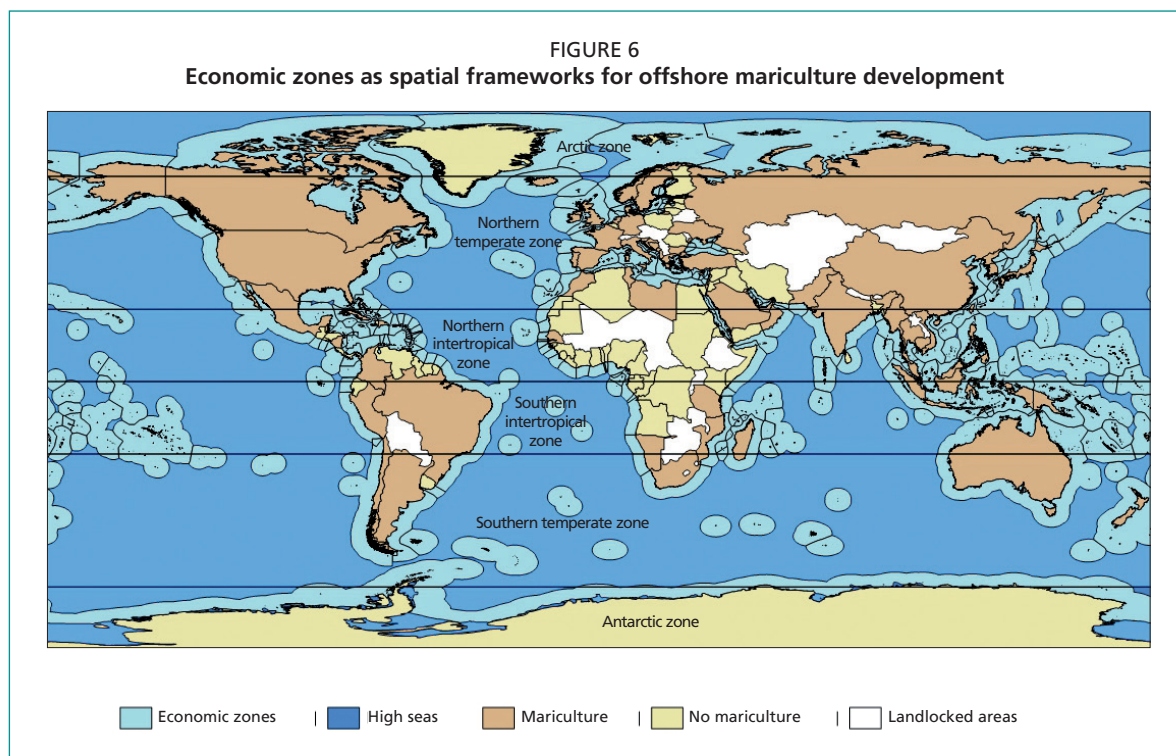 FIGURE 6
Economic zones as spatial frameworks for offshore mariculture development
Arctic zone
Northern
temperate zone
Northern
intertropical
zone
Southern
intertropical
zone
Southern temperate zone
Antarctic zone
Economic zones | High seas | Mariculture | No mariculture | Landlocked areas